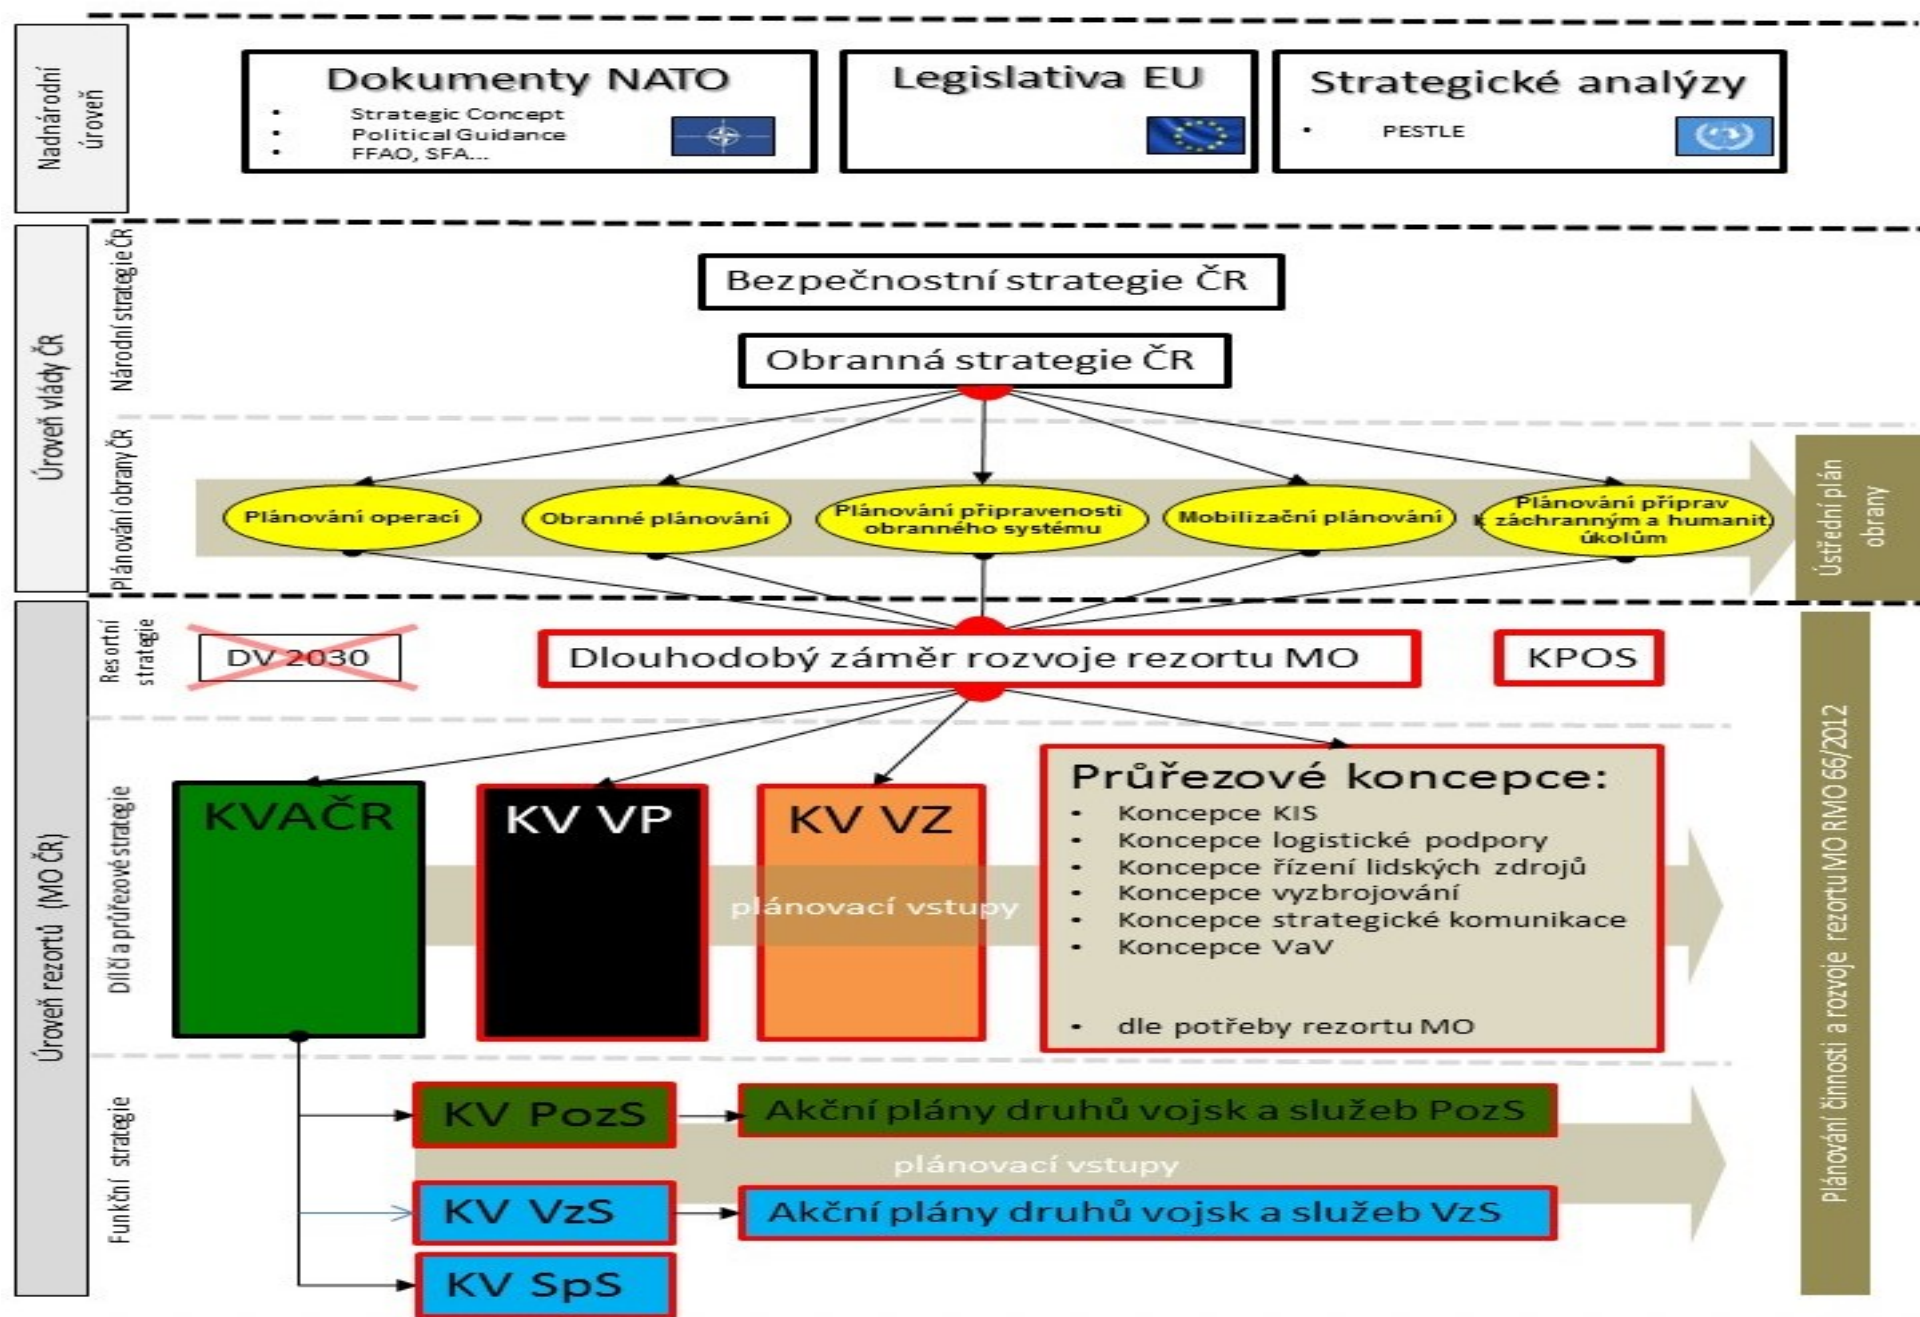 Nadnárodní
úroveň
Dokumenty NATO
• Strategic Concept
• Political Guidance
• FFAO, SFA...
Legislativa EU
Strategické analýzy
• PESTLE
Úroveň vlády ČR
Národní strategie ČR
Bezpečnostní strategie ČR
Obranná strategie ČR
Plánování obrany ČR
Plánování operací
Obranné plánování
Plánování připravenosti
obranného systému
Mobilizační plánování
Plánování příprav
k záchranným a humanit.
úkolům
Ústřední plán
obrany
Úroveň rezortů (MO ČR)
Resortní
strategie
DV 2030
Dlouhodobý záměr rozvoje rezortu MO
KPOS
Dílčí a průřezové strategie
KVAČR
KV VP
KV VZ
plánovací vstupy
Průřezové koncepce:
• Koncepce KIS
• Koncepce logistické podpory
• Koncepce řízení lidských zdrojů
• Koncepce vyzbrojování
• Koncepce strategické komunikace
• Koncepce VaV
• dle potřeby rezortu MO
Funkční strategie
KV PozS
Akční plány druhů vojsk a služeb PozS
plánovací vstupy
KV VzS
Akční plány druhů vojsk a služeb VzS
KV SpS
Plánování činnosti a rozvoje rezortu MO RMO 66/2012